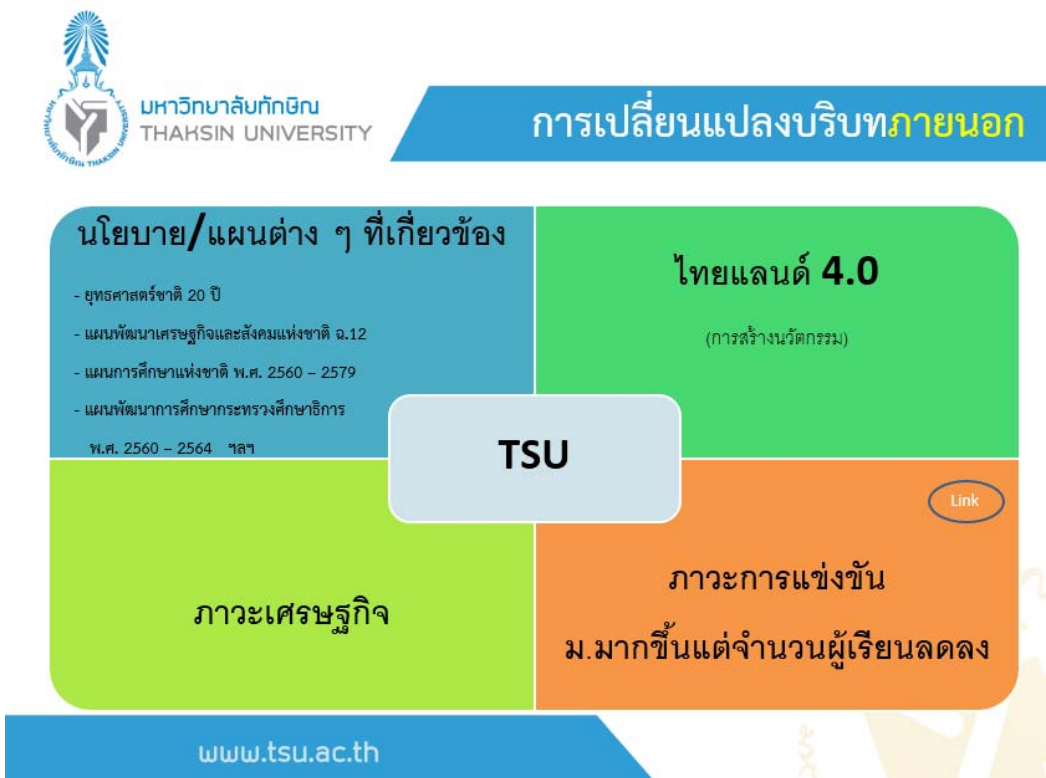 มหาวิทยาลัยทักษิณ
THAKSIN UNIVERSITY
การเปลี่ยนแปลงบริบทภายนอก
นโยบาย/แผนต่าง ๆ ที่เกี่ยวข้อง
- ยุทธศาสตร์ชาติ 20 ปี
- แผนพัฒนาเศรษฐกิจและสังคมแห่งชาติ ฉ.12
- แผนการศึกษาแห่งชาติ พ.ศ. 2560 – 2579
- แผนพัฒนาการศึกษากระทรวงศึกษาธิการ
พ.ศ. 2560 – 2564 ฯลฯ
ไทยแลนด์ 4.0
(การสร้างนวัตกรรม)
TSU
ภาวะเศรษฐกิจ
Link
ภาวะการแข่งขัน
ม.มากขึ้นแต่จำนวนผู้เรียนลดลง
www.tsu.ac.th